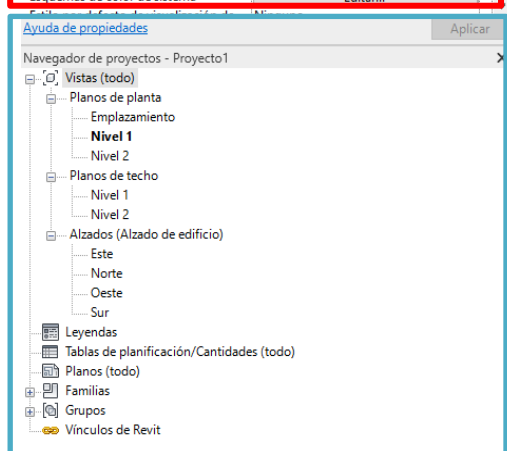 Ayuda de propiedades Aplicar
Navegador de proyectos - Proyecto1
Vistas (todo)
Planos de planta
Emplazamiento
Nivel 1
Nivel 2
Planos de techo
Nivel 1
Nivel 2
Alzados (Alzado de edificio)
Este
Norte
Oeste
Sur
Leyendas
Tablas de planificación/Cantidades (todo)
Planos (todo)
Familias
Grupos
Vínculos de Revit